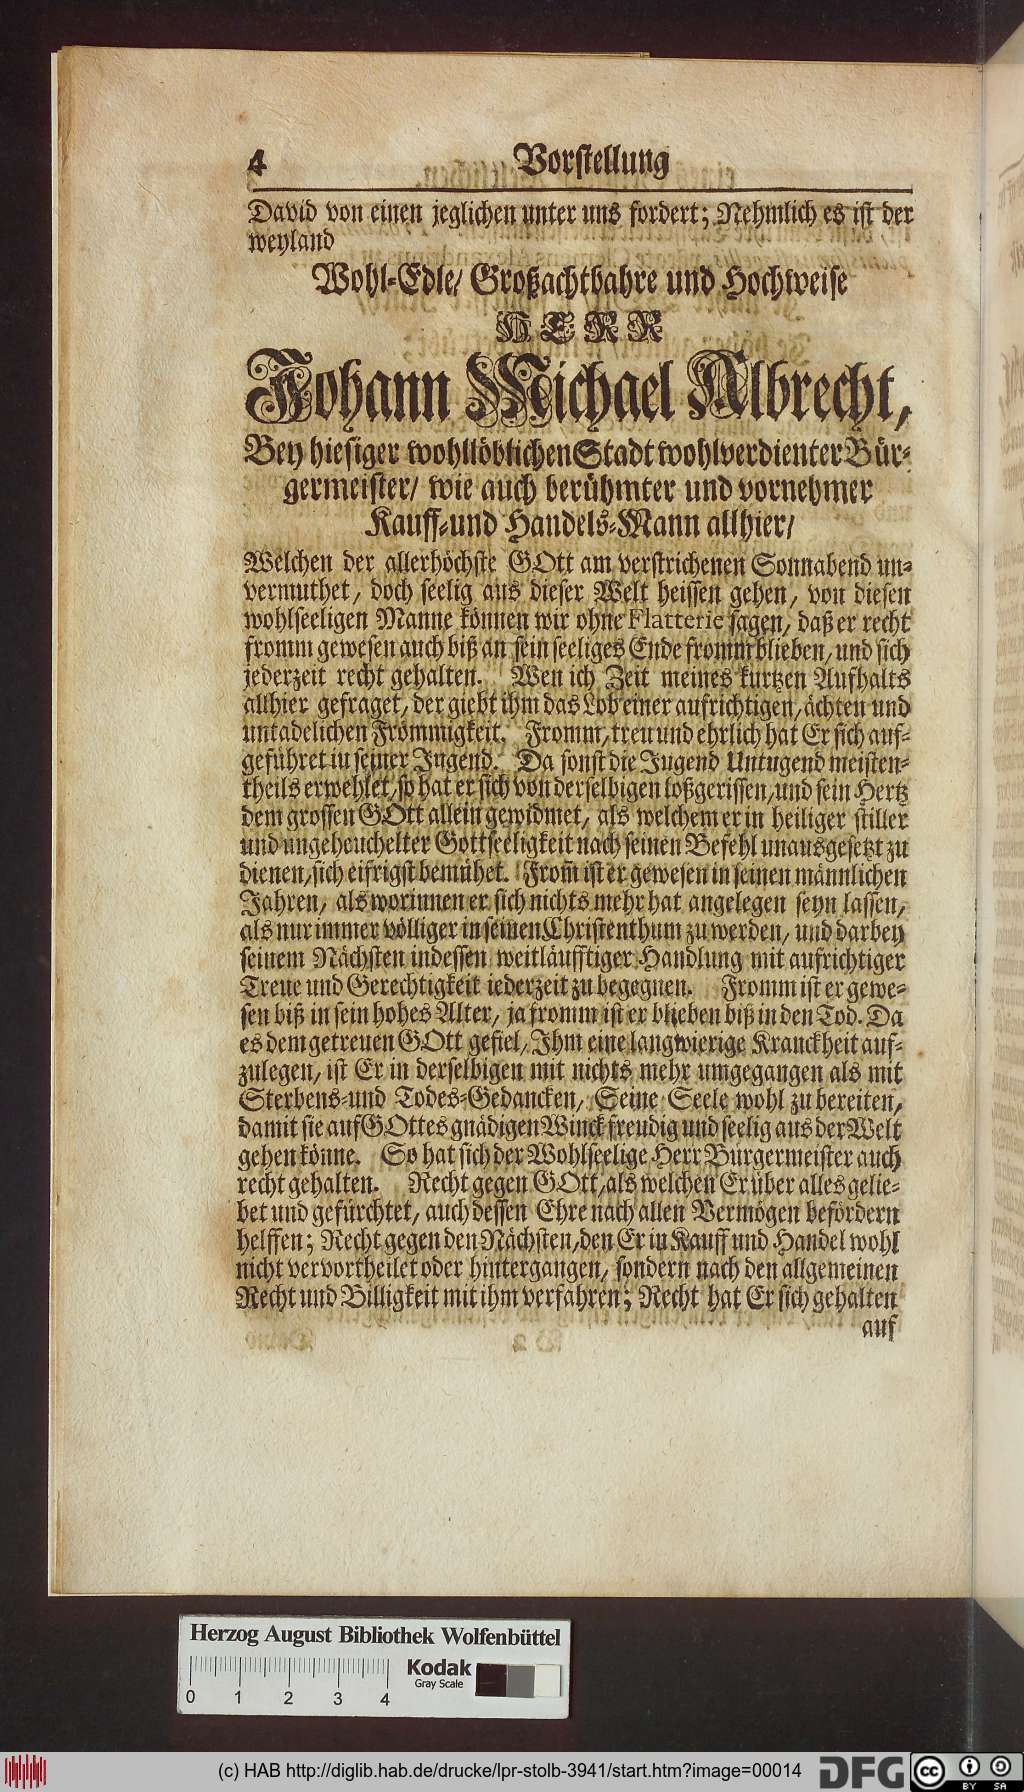 4 Vorstellung
David von einen jeglichen unter uns fordert; Nehmlich es ist der
weyland
Wohl-Edle/ Großachtbahre und Hochweise
HERR
Johann Michael Albrecht,
Bey hiesiger wohllöblichen Stadt wohlverdienter Bür-
germeister/ wie auch berühmter und vornehmer
Kauff-und Handels-Mann allhier/
Welchen der allerhöchste GOtt am verstrichenen Sonnabend un-
vermuthet, doch seelig aus dieser Welt heissen gehen, von diesen
wohlseeligen Manne können wir ohne Flatterie sagen, daß er recht
fromm gewesen auch biß an sein seeliges Ende fromm blieben, und sich
jederzeit recht gehalten. Wen ich Zeit meines kurtzen Aufhalts
allhier gefraget, der giebt ihm das Lob einer aufrichtigen, ächten und
untadelichen Frömmigkeit. Fromm, treu und ehrlich hat Er sich auf-
geführet in seiner Jugend. Da sonst die Jugend Untugend meisten-
theils erwehlet, so hat er sich von derselbigen loßgerissen, und sein Hertz
dem grossen GOtt allein gewidmet, als welchem er in heiliger stiller
und ungeheuchelter Gottseeligkeit nach seinen Befehl unausgesetzt zu
dienen, sich eifrigst bemühet. From̃ ist er gewesen in seinen männlichen
Jahren, als worinnen er sich nichts mehr hat angelegen seyn lassen,
als nur immer völliger in seinen Christenthum zu werden, und darbey
seinem Nächsten indessen weitläufftiger Handlung mit aufrichtiger
Treue und Gerechtigkeit iederzeit zu begegnen. Fromm ist er gewe-
sen biß in sein hohes Alter, ja fromm ist er blieben biß in den Tod. Da
es dem getreuen GOtt gefiel, Ihm eine langwierige Kranckheit auf-
zulegen, ist Er in derselbigen mit nichts mehr umgegangen als mit
Sterbens-und Todes-Gedancken, Seine Seele wohl zu bereiten,
damit sie auf GOttes gnädigen Winck freudig und seelig aus der Welt
gehen könne. So hat sich der Wohlseelige Herr Burgermeister auch
recht gehalten. Recht gegen GOtt, als welchen Er über alles gelie-
bet und gefürchtet, auch dessen Ehre nach allen Vermögen befördern
helffen; Recht gegen den Nächsten, den Er in Kauff und Handel wohl
nicht vervortheilet oder hintergangen, sondern nach den allgemeinen
Recht und Billigkeit mit ihm verfahren; Recht hat Er sich gehalten
auf
Herzog August Bibliothek Wolfenbüttel
Kodak
Gray Scale
0 1 2 3 4
(c) HAB http://diglib.hab.de/drucke/lpr-stolb-3941/start.htm?image=00014
DFG
cc BY SA